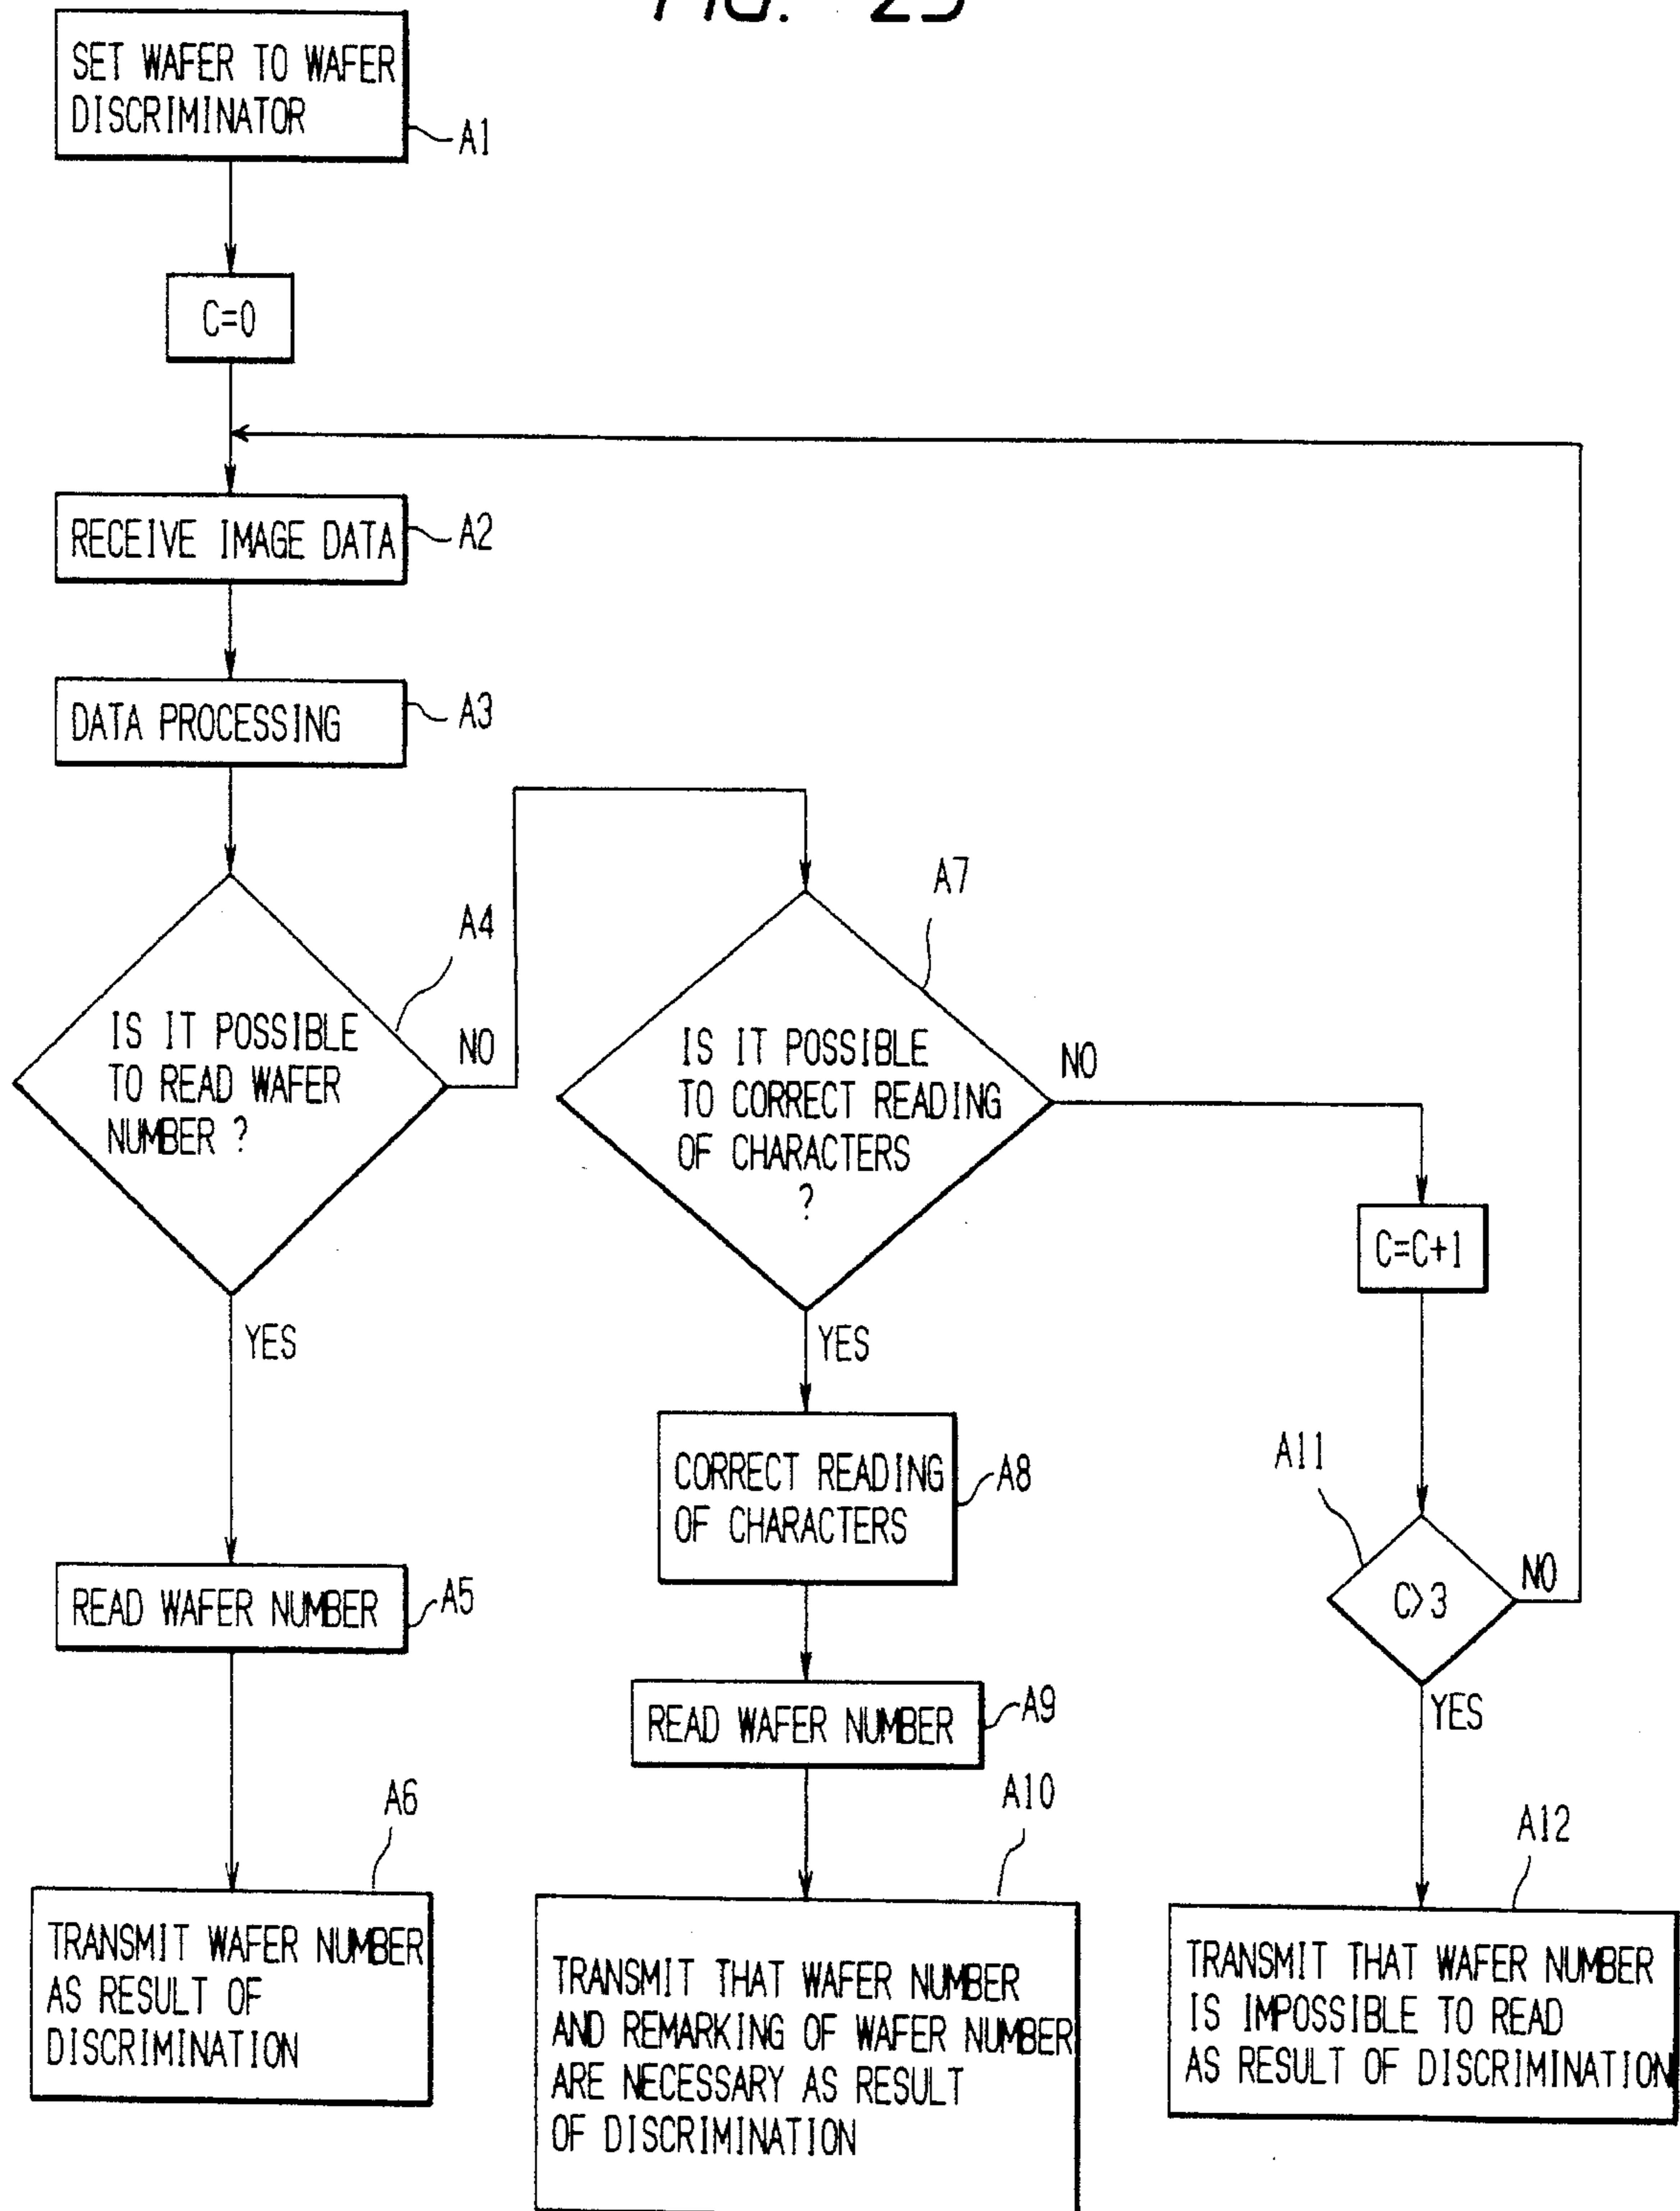 FIG. 25
SET WAFER TO WAFER
DISCRIMINATOR
A1
C=0
RECEIVE IMAGE DATA
A2
DATA PROCESSING
A3
A4
IS IT POSSIBLE
TO READ WAFER
NUMBER ?
NO
YES
A7
IS IT POSSIBLE
TO CORRECT READING
OF CHARACTERS
?
NO
YES
C=C+1
CORRECT READING
OF CHARACTERS
A8
A11
C>3
NO
YES
READ WAFER NUMBER
A5
READ WAFER NUMBER
A9
A6
TRANSMIT WAFER NUMBER
AS RESULT OF
DISCRIMINATION
A10
TRANSMIT THAT WAFER NUMBER
AND REMARKING OF WAFER NUMBER
ARE NECESSARY AS RESULT
OF DISCRIMINATION
A12
TRANSMIT THAT WAFER NUMBER
IS IMPOSSIBLE TO READ
AS RESULT OF DISCRIMINATION